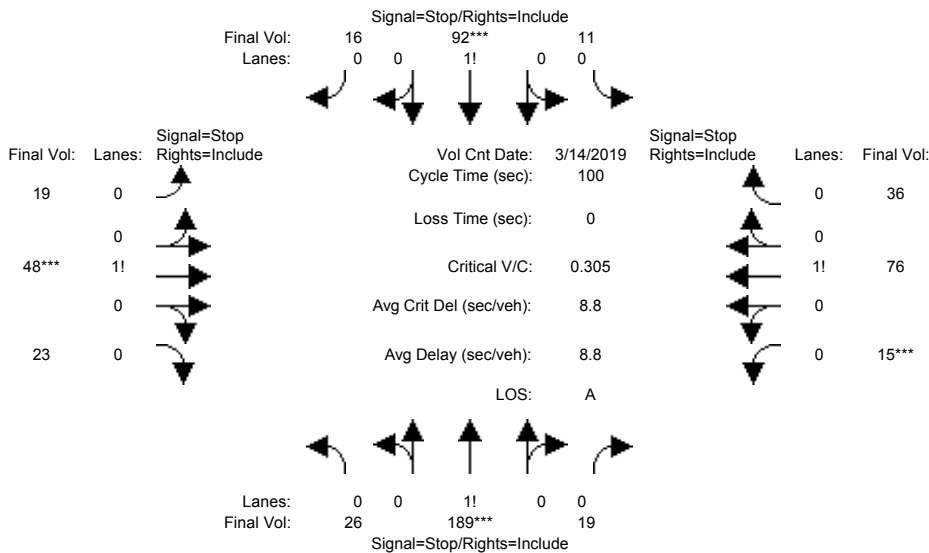 Signal=Stop/Rights=Include
Final Vol: 16 92*** 11
Lanes: 0 0 1! 0 0
Signal=Stop Signal=Stop
Final Vol: Lanes: Rights=Include Vol Cnt Date: 3/14/2019 Rights=Include Lanes: Final Vol:
Cycle Time (sec): 100
19 0 0 36
Loss Time (sec): 0
0 0
48*** 1! Critical V/C: 0.305 1! 76
0 Avg Crit Del (sec/veh): 8.8 0
23 0 Avg Delay (sec/veh): 8.8 0 15***
LOS: A
Lanes: 0 0 1! 0 0
Final Vol: 26 189*** 19
Signal=Stop/Rights=Include